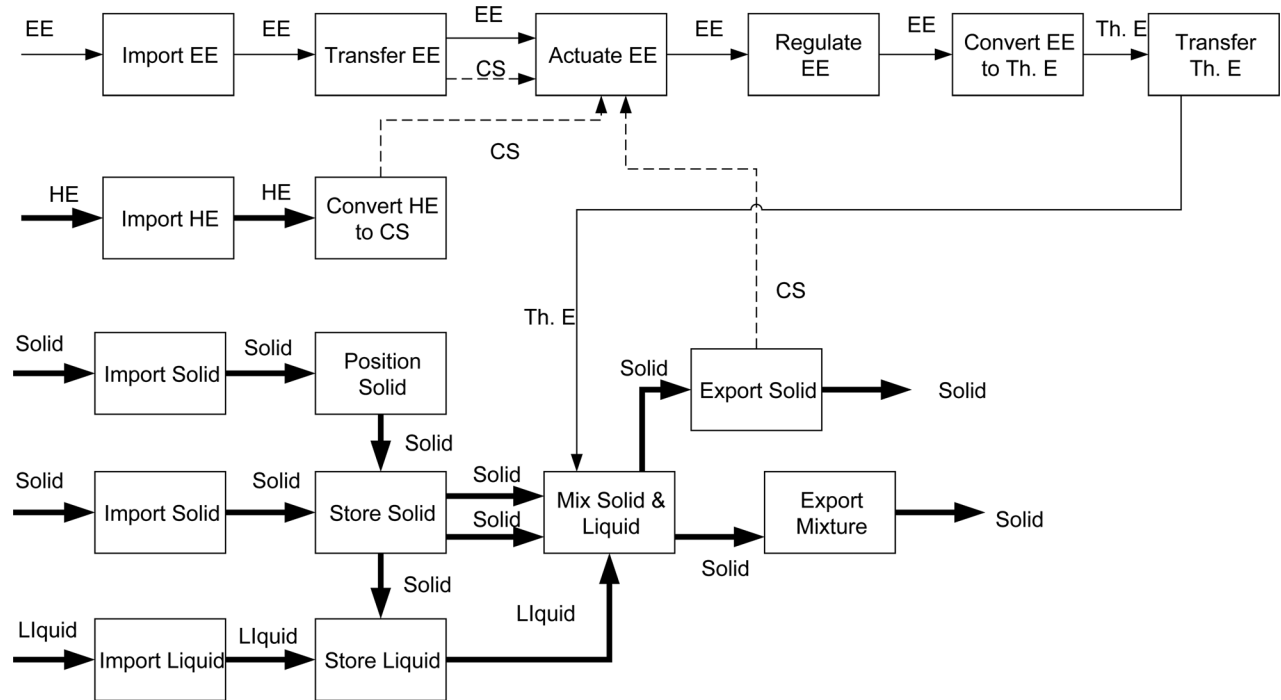 EE
EE
EE
EE
EE
Th. E
Import EE
Transfer EE
CS
Actuate EE
Regulate
EE
Convert EE
to Th. E
Transfer
Th. E
CS
HE
HE
Import HE
Convert HE
to CS
CS
Th. E
Solid
Solid
Import Solid
Position
Solid
Solid
Export Solid
Solid
Solid
Solid
Solid
Import Solid
Store Solid
Solid
Solid
Mix Solid &
Liquid
Export
Mixture
Solid
Solid
Solid
LIquid
LIquid
LIquid
Import Liquid
Store Liquid